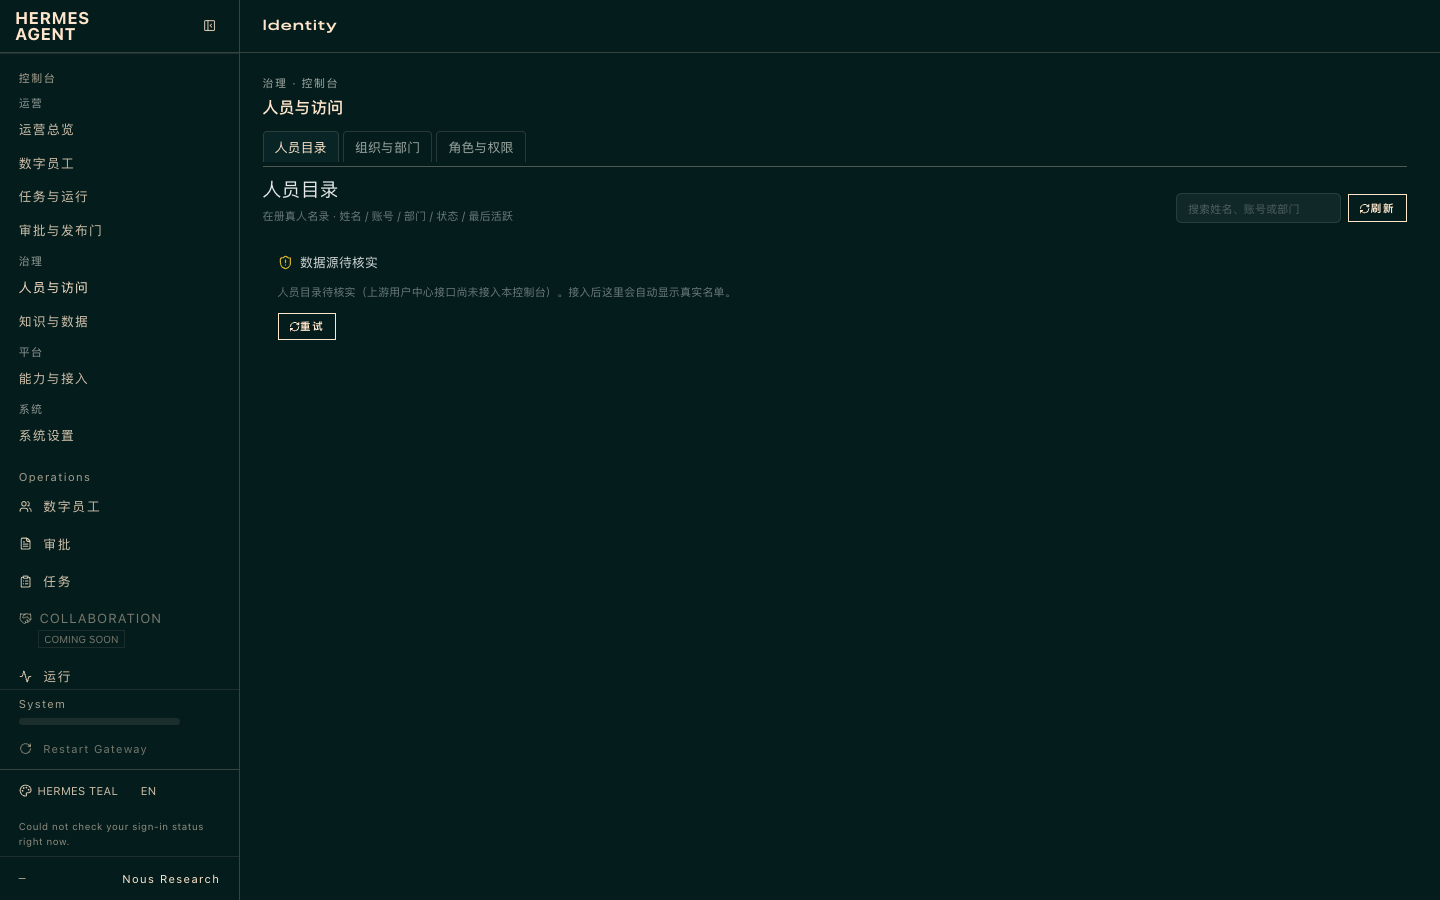 HERMES
AGENT
控制台
运营
运营总览
数字员工
任务与运行
审批与发布门
治理
人员与访问
知识与数据
平台
能力与接入
系统
系统设置
Operations
数字员工
审批
任务
COLLABORATION
COMING SOON
运行
System
Restart Gateway
HERMES TEAL EN
Could not check your sign-in status
right now.
— Nous Research
Identity
治理 · 控制台
人员与访问
人员目录 组织与部门 角色与权限
人员目录
在册真人名录 · 姓名 / 账号 / 部门 / 状态 / 最后活跃
搜索姓名、账号或部门 刷新
数据源待核实
人员目录待核实（上游用户中心接口尚未接入本控制台）。接入后这里会自动显示真实名单。
重试